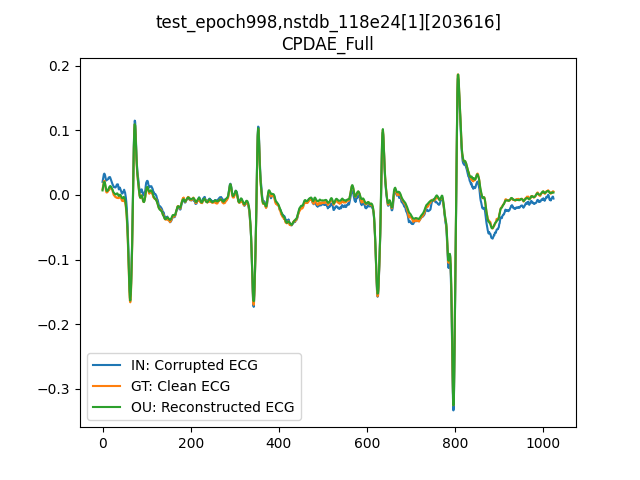 test_epoch998,nstdb_118e24[1][203616]
CPDAE_Full
0.2
0.1
0.0
−0.1
−0.2
−0.3
IN: Corrupted ECG
GT: Clean ECG
OU: Reconstructed ECG
0 200 400 600 800 1000